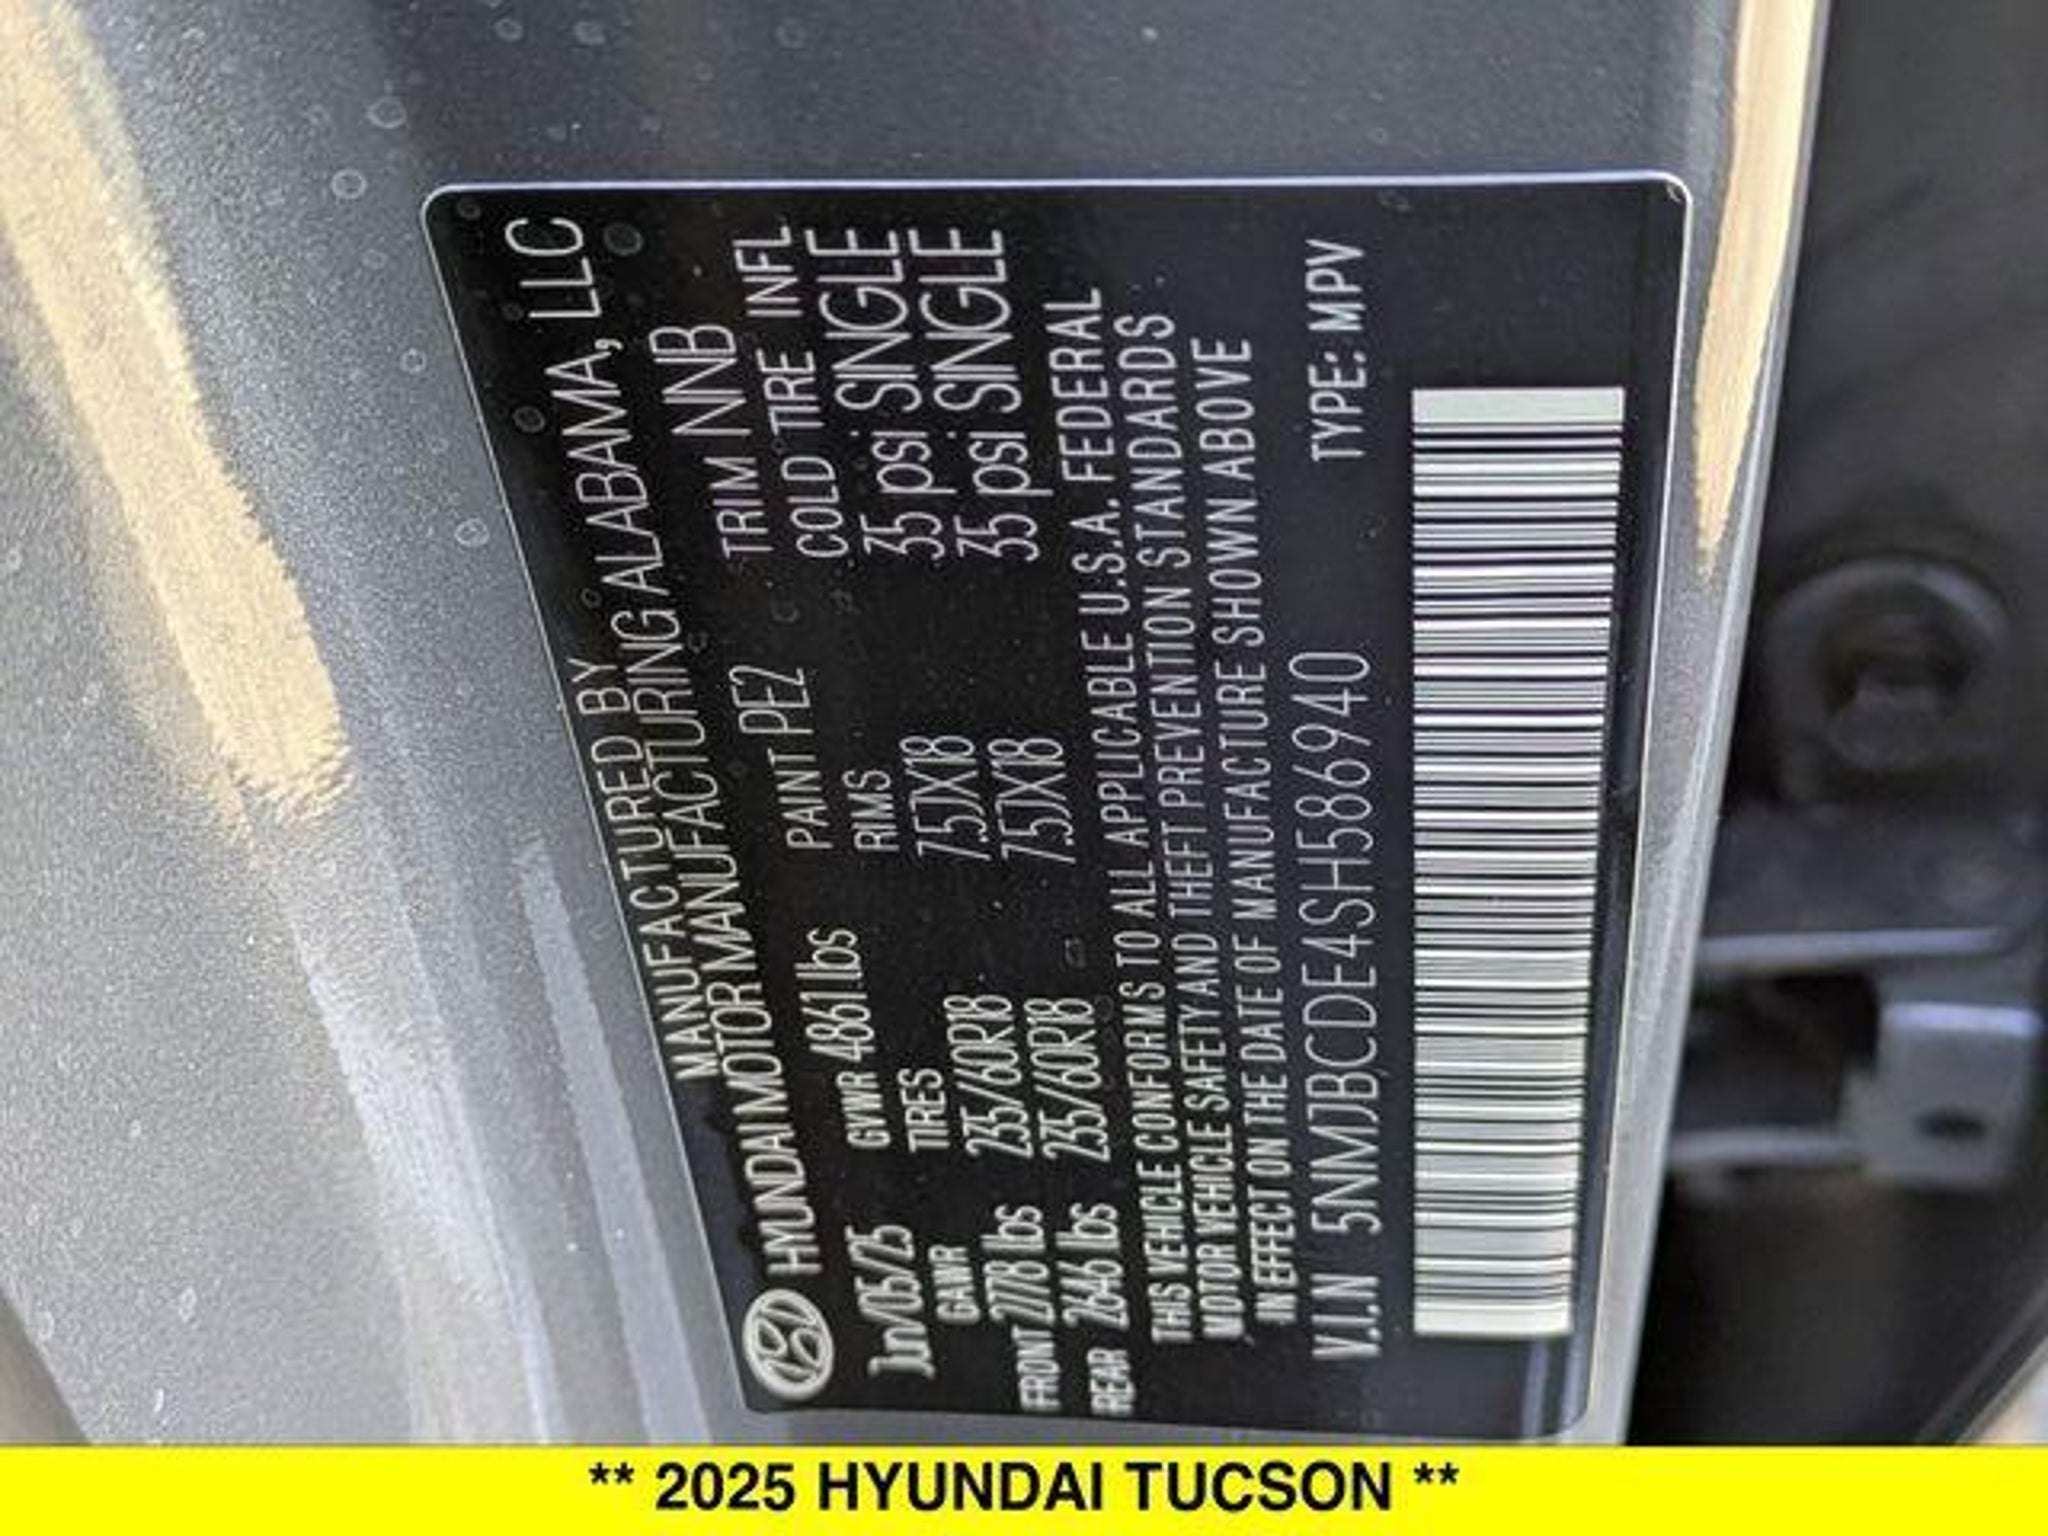 MANUFACTURED BY
HYUNDAI MOTOR MANUFACTURING ALABAMA, LLC
Jun/05/25 GVWR 4861 lbs PAINT PE2 TRIM NNB
GAWR TIRES RIMS COLD TIRE INFL
FRONT 2778 lbs 235/60R18 7.5JX18 35 psi SINGLE
REAR 2646 lbs 235/60R18 7.5JX18 35 psi SINGLE
THIS VEHICLE CONFORMS TO ALL APPLICABLE U.S.A. FEDERAL
MOTOR VEHICLE SAFETY AND THEFT PREVENTION STANDARDS
IN EFFECT ON THE DATE OF MANUFACTURE SHOWN ABOVE
V.I.N 5NMJBCDE4SH586940 TYPE: MPV
** 2025 HYUNDAI TUCSON **